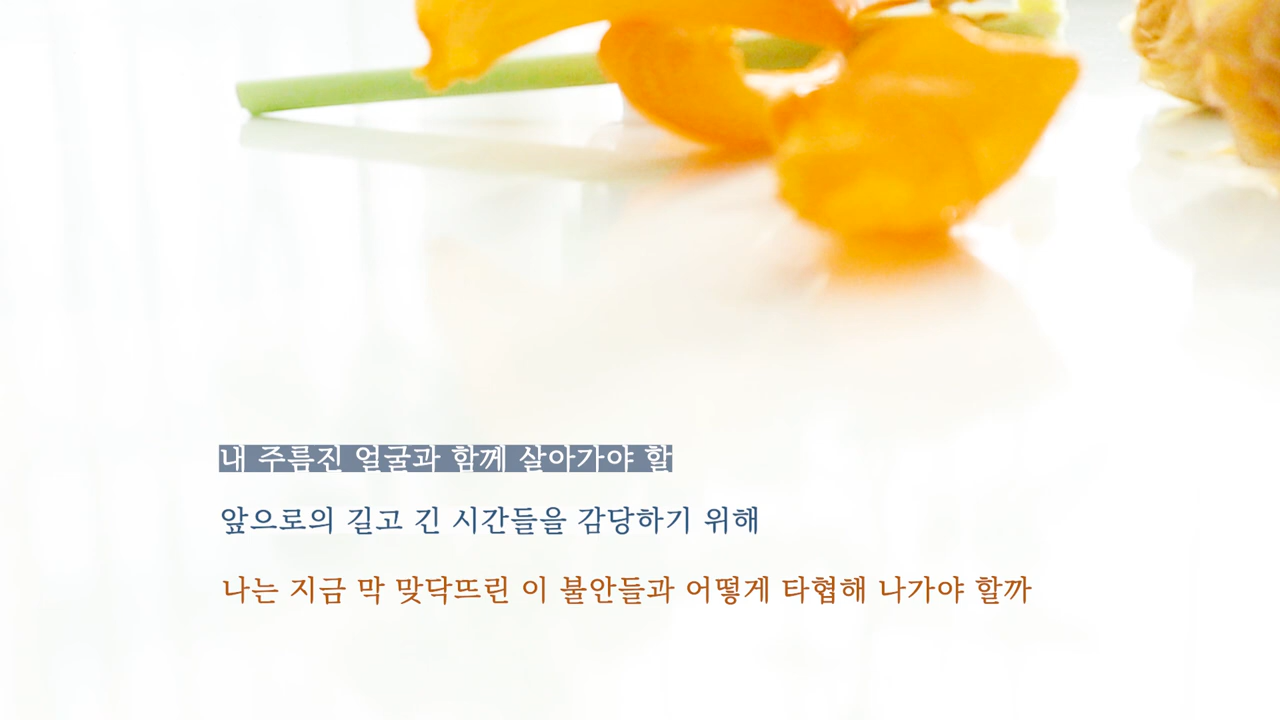 내 주름진 얼굴과 함께 살아가야 할
앞으로의 길고 긴 시간들을 감당하기 위해
나는 지금 막 맞닥뜨린 이 불안들과 어떻게 타협해 나가야 할까